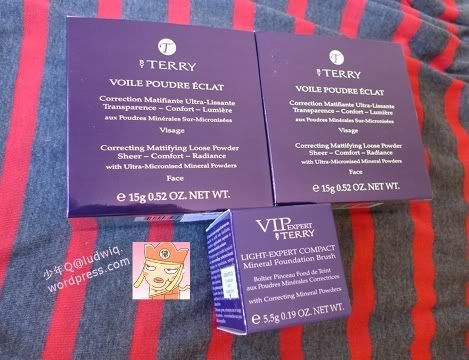 T
BY TERRY
VOILE POUDRE ÉCLAT
Correction Matifiante Ultra-Lissante
Transparence – Confort – Lumière
aux Poudres Minérales Sur-Micronisées
Visage
Correcting Mattifying Loose Powder
Sheer – Comfort – Radiance
with Ultra-Micronised Mineral Powders
Face
e 15g 0.52 OZ. NET WT.
T
BY TERRY
VOILE POUDRE ÉCLAT
Correction Matifiante Ultra-Lissante
Transparence – Confort – Lumière
aux Poudres Minérales Sur-Micronisées
Visage
Correcting Mattifying Loose Powder
Sheer – Comfort – Radiance
with Ultra-Micronised Mineral Powders
Face
e 15g 0.52 OZ. NET WT.
VIP EXPERT
BY TERRY
LIGHT-EXPERT COMPACT
Mineral Foundation Brush
Boîtier Pinceau Fond de Teint
aux Poudres Minérales Correctrices
with Correcting Mineral Powders
e 5,5g 0.19 OZ. NET WT.
少年Q@ludwiq.
wordpress.com